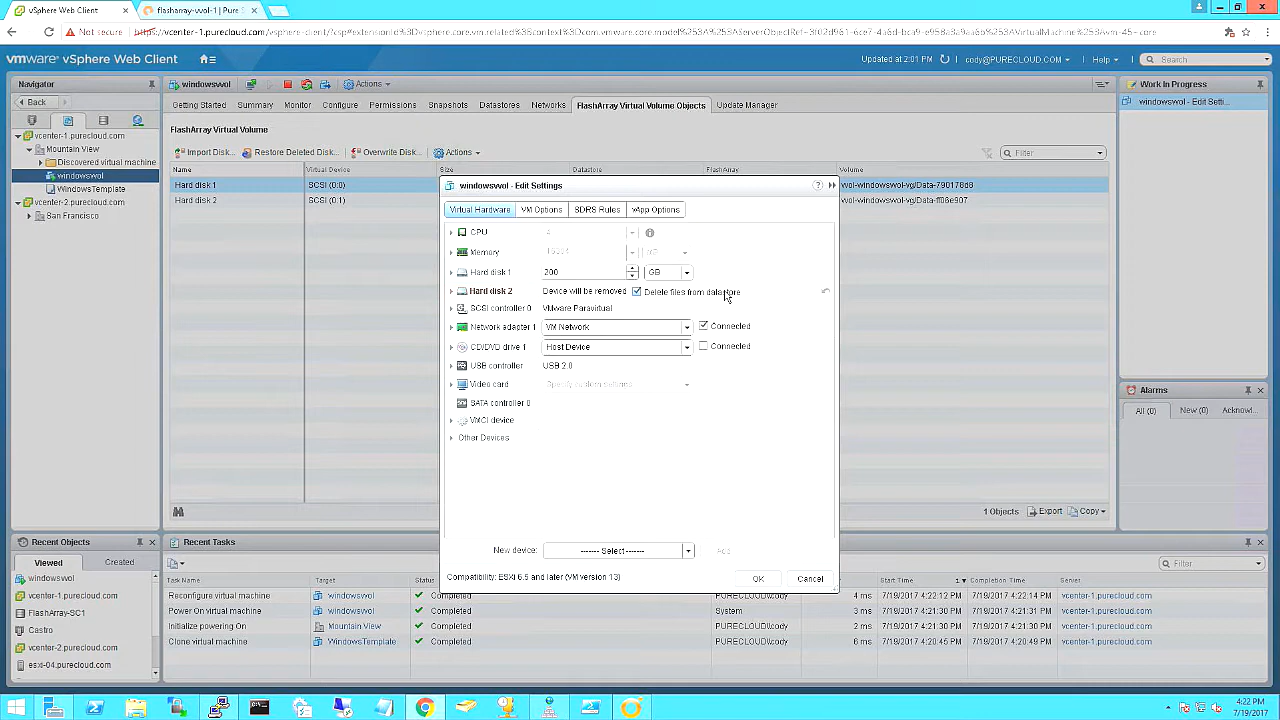 vSphere Web Client
flasharray-vvol-1 | Pure S
Not secure
vmware® vSphere Web Client
Updated at 2:01 PM
cody@PURECLOUD.COM
Help
Search
Navigator
Back
vcenter-1.purecloud.com
Mountain View
Discovered virtual machine
windowsvvol
WindowsTemplate
vcenter-2.purecloud.com
San Francisco
windowsvvol
Actions
Getting Started
Summary
Monitor
Configure
Permissions
Snapshots
Datastores
Networks
FlashArray Virtual Volume Objects
Update Manager
FlashArray Virtual Volume
Import Disk...
Restore Deleted Disk...
Overwrite Disk...
Actions
Filter
Name
Virtual Device
Size
Datastore
FlashArray
Volume
Hard disk 1
SCSI (0:0)
vvol-windowsvvol-vg/Data-790178d8
Hard disk 2
SCSI (0:1)
1 Objects
Export
Copy
windowsvvol - Edit Settings
Virtual Hardware
VM Options
SDRS Rules
vApp Options
CPU
4
Memory
16384
Hard disk 1
200
GB
Hard disk 2
Device will be removed
Delete files from datastore
SCSI controller 0
VMware Paravirtual
Network adapter 1
VM Network
Connected
CD/DVD drive 1
Host Device
Connected
USB controller
USB 2.0
Video card
Specify custom settings
SATA controller 0
VMCI device
Other Devices
New device:
------- Select -------
Add
Compatibility: ESXi 6.5 and later (VM version 13)
OK
Cancel
Work In Progress
windowsvvol - Edit Setti...
Alarms
All (0)
New (0)
Acknowl...
Recent Objects
Viewed
Created
windowsvvol
vcenter-1.purecloud.com
FlashArray-SC1
Castro
vcenter-2.purecloud.com
esxi-04.purecloud.com
Recent Tasks
Filter
Task Name
Target
Status
Start Time
Completion Time
Server
Reconfigure virtual machine
windowsvvol
Completed
PURECLOUD\cody
4 ms
7/19/2017 4:22:12 PM
7/19/2017 4:22:14 PM
vcenter-1.purecloud.com
Power On virtual machine
windowsvvol
Completed
System
3 ms
7/19/2017 4:21:31 PM
7/19/2017 4:21:33 PM
vcenter-1.purecloud.com
Initialize powering On
Mountain View
Completed
PURECLOUD\cody
6 ms
7/19/2017 4:21:30 PM
7/19/2017 4:21:31 PM
vcenter-1.purecloud.com
Clone virtual machine
WindowsTemplate
Completed
PURECLOUD\cody
6 ms
7/19/2017 4:20:45 PM
7/19/2017 4:20:49 PM
vcenter-1.purecloud.com
4:22 PM
7/19/2017